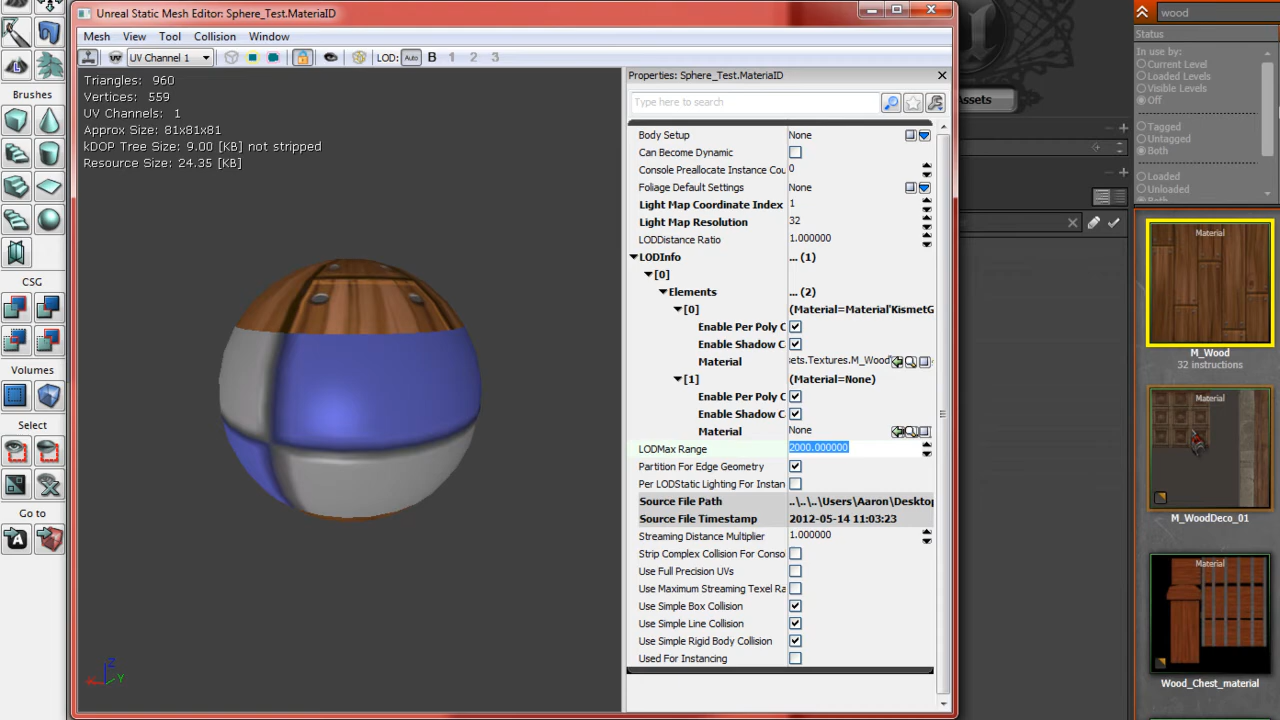 Unreal Static Mesh Editor: Sphere_Test.MateriaID
Mesh View Tool Collision Window
UV Channel 1 LOD: Auto B 1 2 3
Triangles: 960
Vertices: 559
UV Channels: 1
Approx Size: 81x81x81
kDOP Tree Size: 9.00 [KB] not stripped
Resource Size: 24.35 [KB]
Brushes
CSG
Volumes
Select
Go to
Properties: Sphere_Test.MateriaID
Type here to search
Body Setup None
Can Become Dynamic
Console Preallocate Instance Cou 0
Foliage Default Settings None
Light Map Coordinate Index 1
Light Map Resolution 32
LODDistance Ratio 1.000000
LODInfo ... (1)
[0]
Elements ... (2)
[0] (Material=Material'KismetG
Enable Per Poly C
Enable Shadow C
Material sets.Textures.M_Wood'
[1] (Material=None)
Enable Per Poly C
Enable Shadow C
Material None
LODMax Range 2000.000000
Partition For Edge Geometry
Per LODStatic Lighting For Instan
Source File Path ..\..\..\Users\Aaron\Desktop
Source File Timestamp 2012-05-14 11:03:23
Streaming Distance Multiplier 1.000000
Strip Complex Collision For Conso
Use Full Precision UVs
Use Maximum Streaming Texel Ra
Use Simple Box Collision
Use Simple Line Collision
Use Simple Rigid Body Collision
Used For Instancing
X Y Z
Assets
wood
Status
In use by:
Current Level
Loaded Levels
Visible Levels
Off
Tagged
Untagged
Both
Loaded
Unloaded
Both
Material
M_Wood
32 instructions
Material
M_WoodDeco_01
Material
Wood_Chest_material